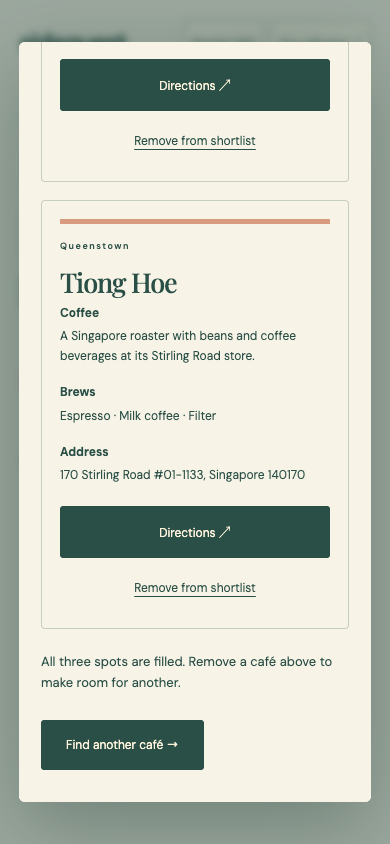 Directions ↗
Remove from shortlist
Queenstown
Tiong Hoe
Coffee
A Singapore roaster with beans and coffee
beverages at its Stirling Road store.
Brews
Espresso · Milk coffee · Filter
Address
170 Stirling Road #01-1133, Singapore 140170
Directions ↗
Remove from shortlist
All three spots are filled. Remove a café above to
make room for another.
Find another café →